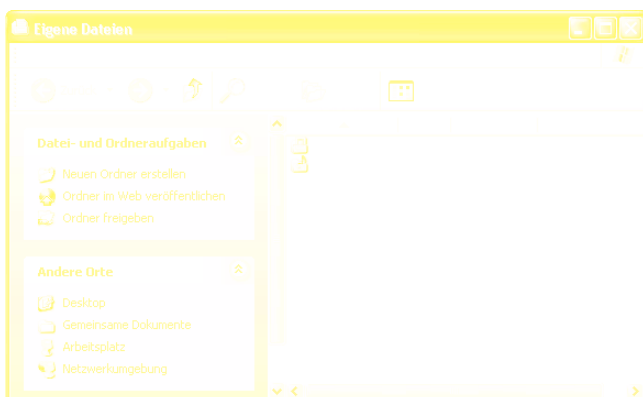 Eigene Dateien
Datei- und Ordneraufgaben
Neuen Ordner erstellen
Ordner im Web veröffentlichen
Ordner freigeben
Andere Orte
Desktop
Gemeinsame Dokumente
Arbeitsplatz
Netzwerkumgebung